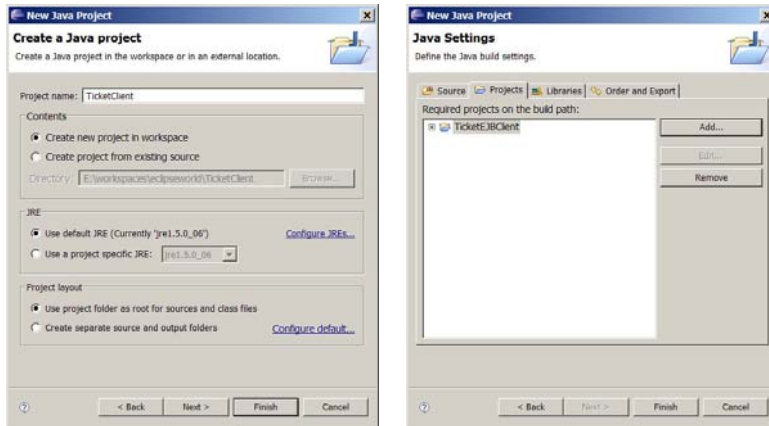 New Java Project
Create a Java project
Create a Java project in the workspace or in an external location.
Project name: TicketClient
Contents
Create new project in workspace
Create project from existing source
Directory: E:\workspaces\eclipseworld\TicketClient Browse...
JRE
Use default JRE (Currently 'jre1.5.0_06') Configure JREs...
Use a project specific JRE: jre1.5.0_06
Project layout
Use project folder as root for sources and class files
Create separate source and output folders Configure default...
< Back Next > Finish Cancel
New Java Project
Java Settings
Define the Java build settings.
Source Projects Libraries Order and Export
Required projects on the build path:
TicketEJBClient
Add...
Edit...
Remove
< Back Next > Finish Cancel